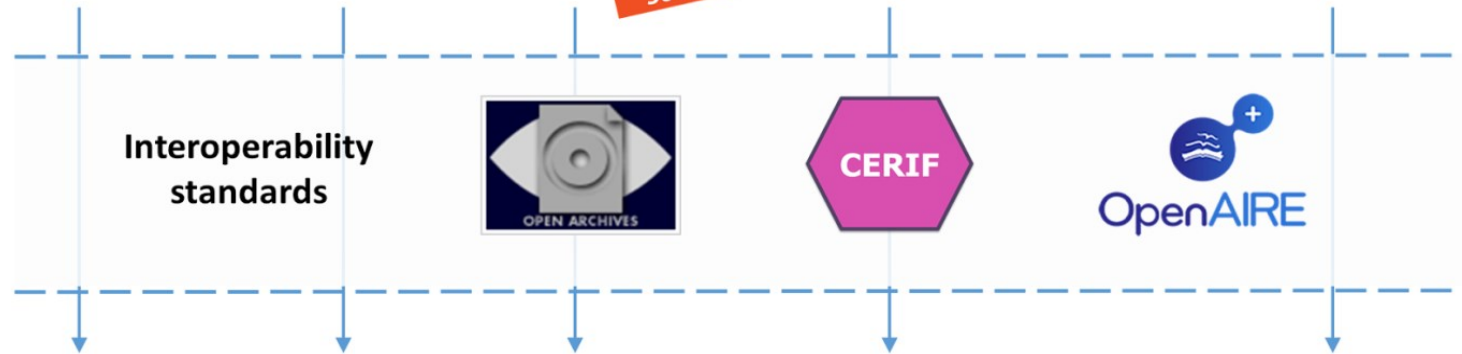 Interoperability
standards
OPEN ARCHIVES
CERIF
OpenAIRE